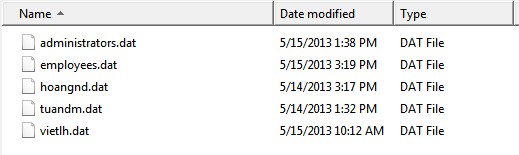 Name Date modified Type
administrators.dat 5/15/2013 1:38 PM DAT File
employees.dat 5/15/2013 3:19 PM DAT File
hoangnd.dat 5/14/2013 3:17 PM DAT File
tuandm.dat 5/14/2013 1:32 PM DAT File
vietlh.dat 5/15/2013 10:12 AM DAT File